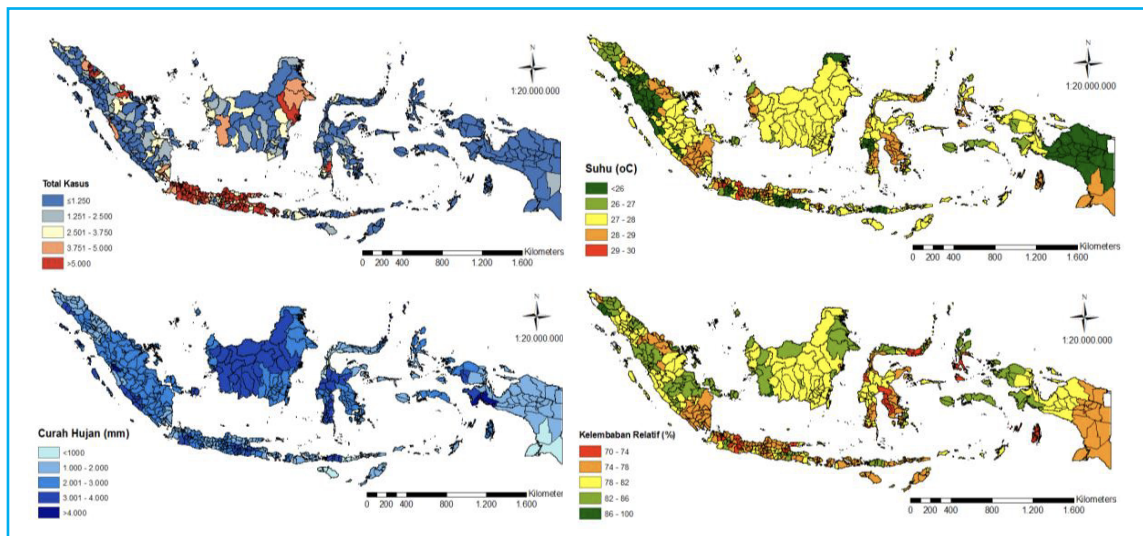 N
1:20.000.000
Total Kasus
≤1.250
1.251 - 2.500
2.501 - 3.750
3.751 - 5.000
>5.000
Kilometers
0 200 400 800 1.200 1.600
N
1:20.000.000
Suhu (oC)
<26
26 - 27
27 - 28
28 - 29
29 - 30
Kilometers
0 200 400 800 1.200 1.600
N
1:20.000.000
Curah Hujan (mm)
<1000
1.000 - 2.000
2.001 - 3.000
3.001 - 4.000
>4.000
Kilometers
0 200 400 800 1.200 1.600
N
1:20.000.000
Kelembaban Relatif (%)
70 - 74
74 - 78
78 - 82
82 - 86
86 - 100
Kilometers
0 200 400 800 1.200 1.600